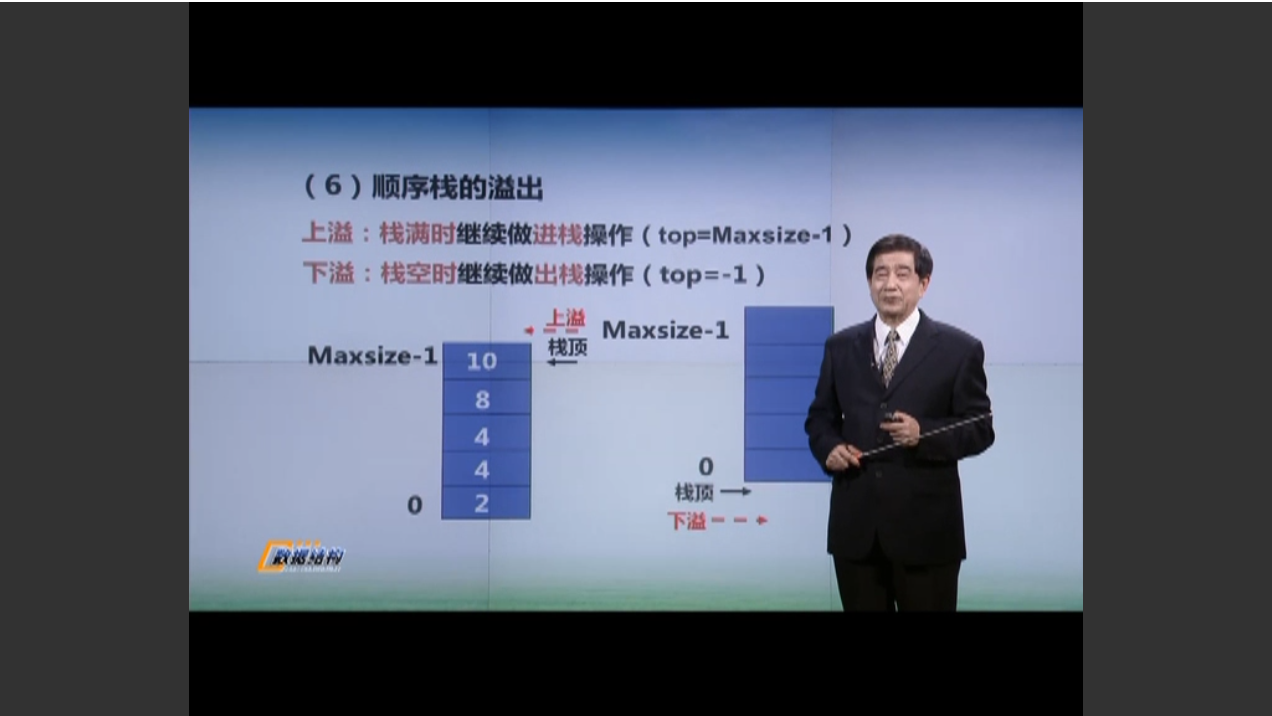 （6）顺序栈的溢出
上溢：栈满时继续做进栈操作（top=Maxsize-1）
下溢：栈空时继续做出栈操作（top=-1）
上溢
Maxsize-1
栈顶
Maxsize-1
10
8
4
4
2
0
0
栈顶
下溢
数据结构